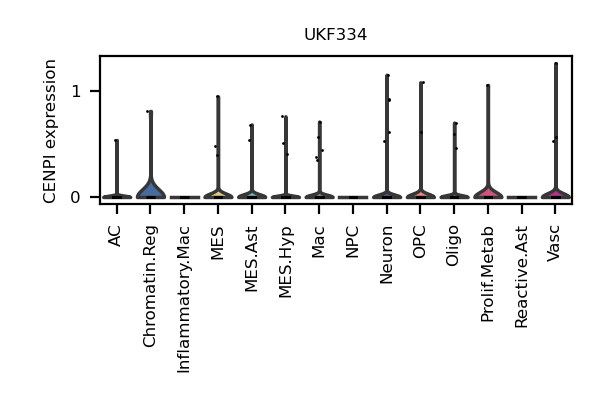 UKF334
CENPI expression
1
0
AC
Chromatin.Reg
Inflammatory.Mac
MES
MES.Ast
MES.Hyp
Mac
NPC
Neuron
OPC
Oligo
Prolif.Metab
Reactive.Ast
Vasc